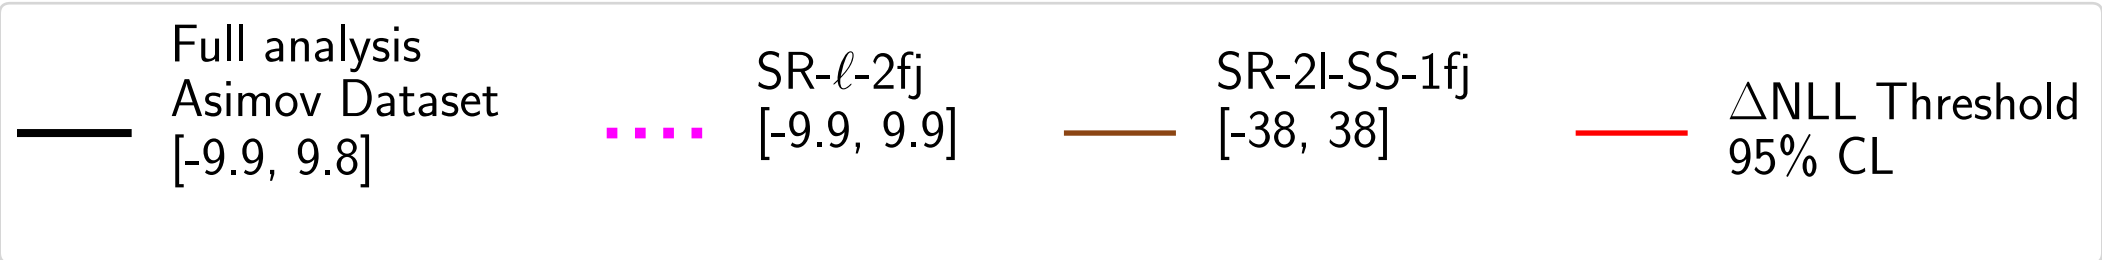 Full analysis
Asimov Dataset
[-9.9, 9.8]
SR-ℓ-2fj
[-9.9, 9.9]
SR-2l-SS-1fj
[-38, 38]
△NLL Threshold
95% CL